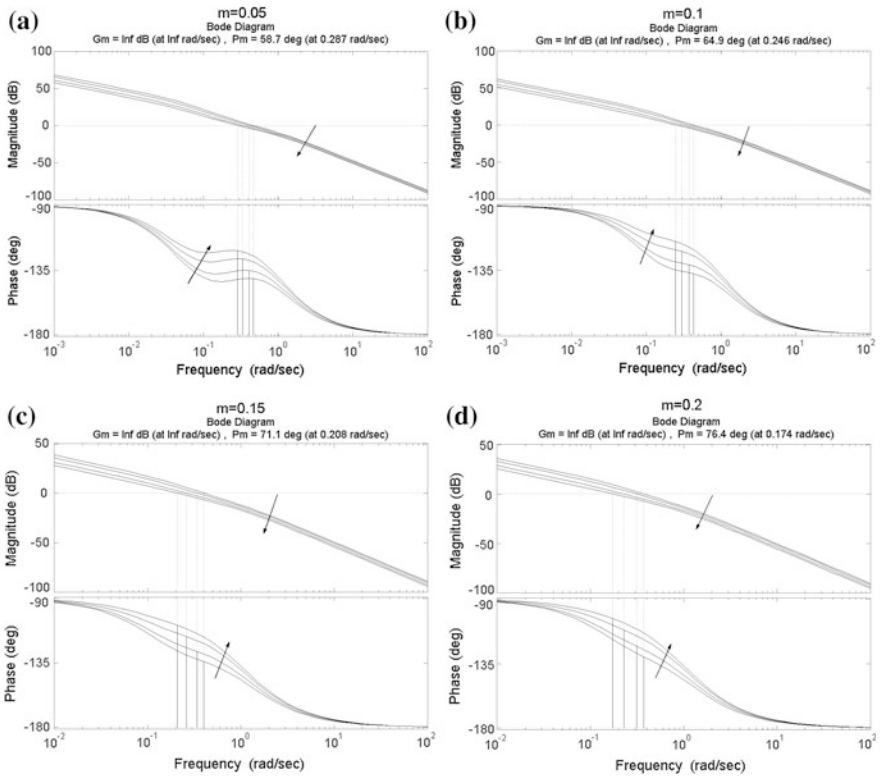 (a)
m=0.05
Bode Diagram
Gm = Inf dB (at Inf rad/sec) , Pm = 58.7 deg (at 0.287 rad/sec)
Magnitude (dB)
100
50
0
-50
-100
Phase (deg)
-90
-135
-180
10^-3
10^-2
10^-1
10^0
10^1
10^2
Frequency (rad/sec)
(b)
m=0.1
Bode Diagram
Gm = Inf dB (at Inf rad/sec) , Pm = 64.9 deg (at 0.246 rad/sec)
Magnitude (dB)
100
50
0
-50
-100
Phase (deg)
-90
-135
-180
10^-3
10^-2
10^-1
10^0
10^1
10^2
Frequency (rad/sec)
(c)
m=0.15
Bode Diagram
Gm = Inf dB (at Inf rad/sec) , Pm = 71.1 deg (at 0.208 rad/sec)
Magnitude (dB)
50
0
-50
-100
Phase (deg)
-90
-135
-180
10^-2
10^-1
10^0
10^1
10^2
Frequency (rad/sec)
(d)
m=0.2
Bode Diagram
Gm = Inf dB (at Inf rad/sec) , Pm = 76.4 deg (at 0.174 rad/sec)
Magnitude (dB)
50
0
-50
-100
Phase (deg)
-90
-135
-180
10^-2
10^-1
10^0
10^1
10^2
Frequency (rad/sec)